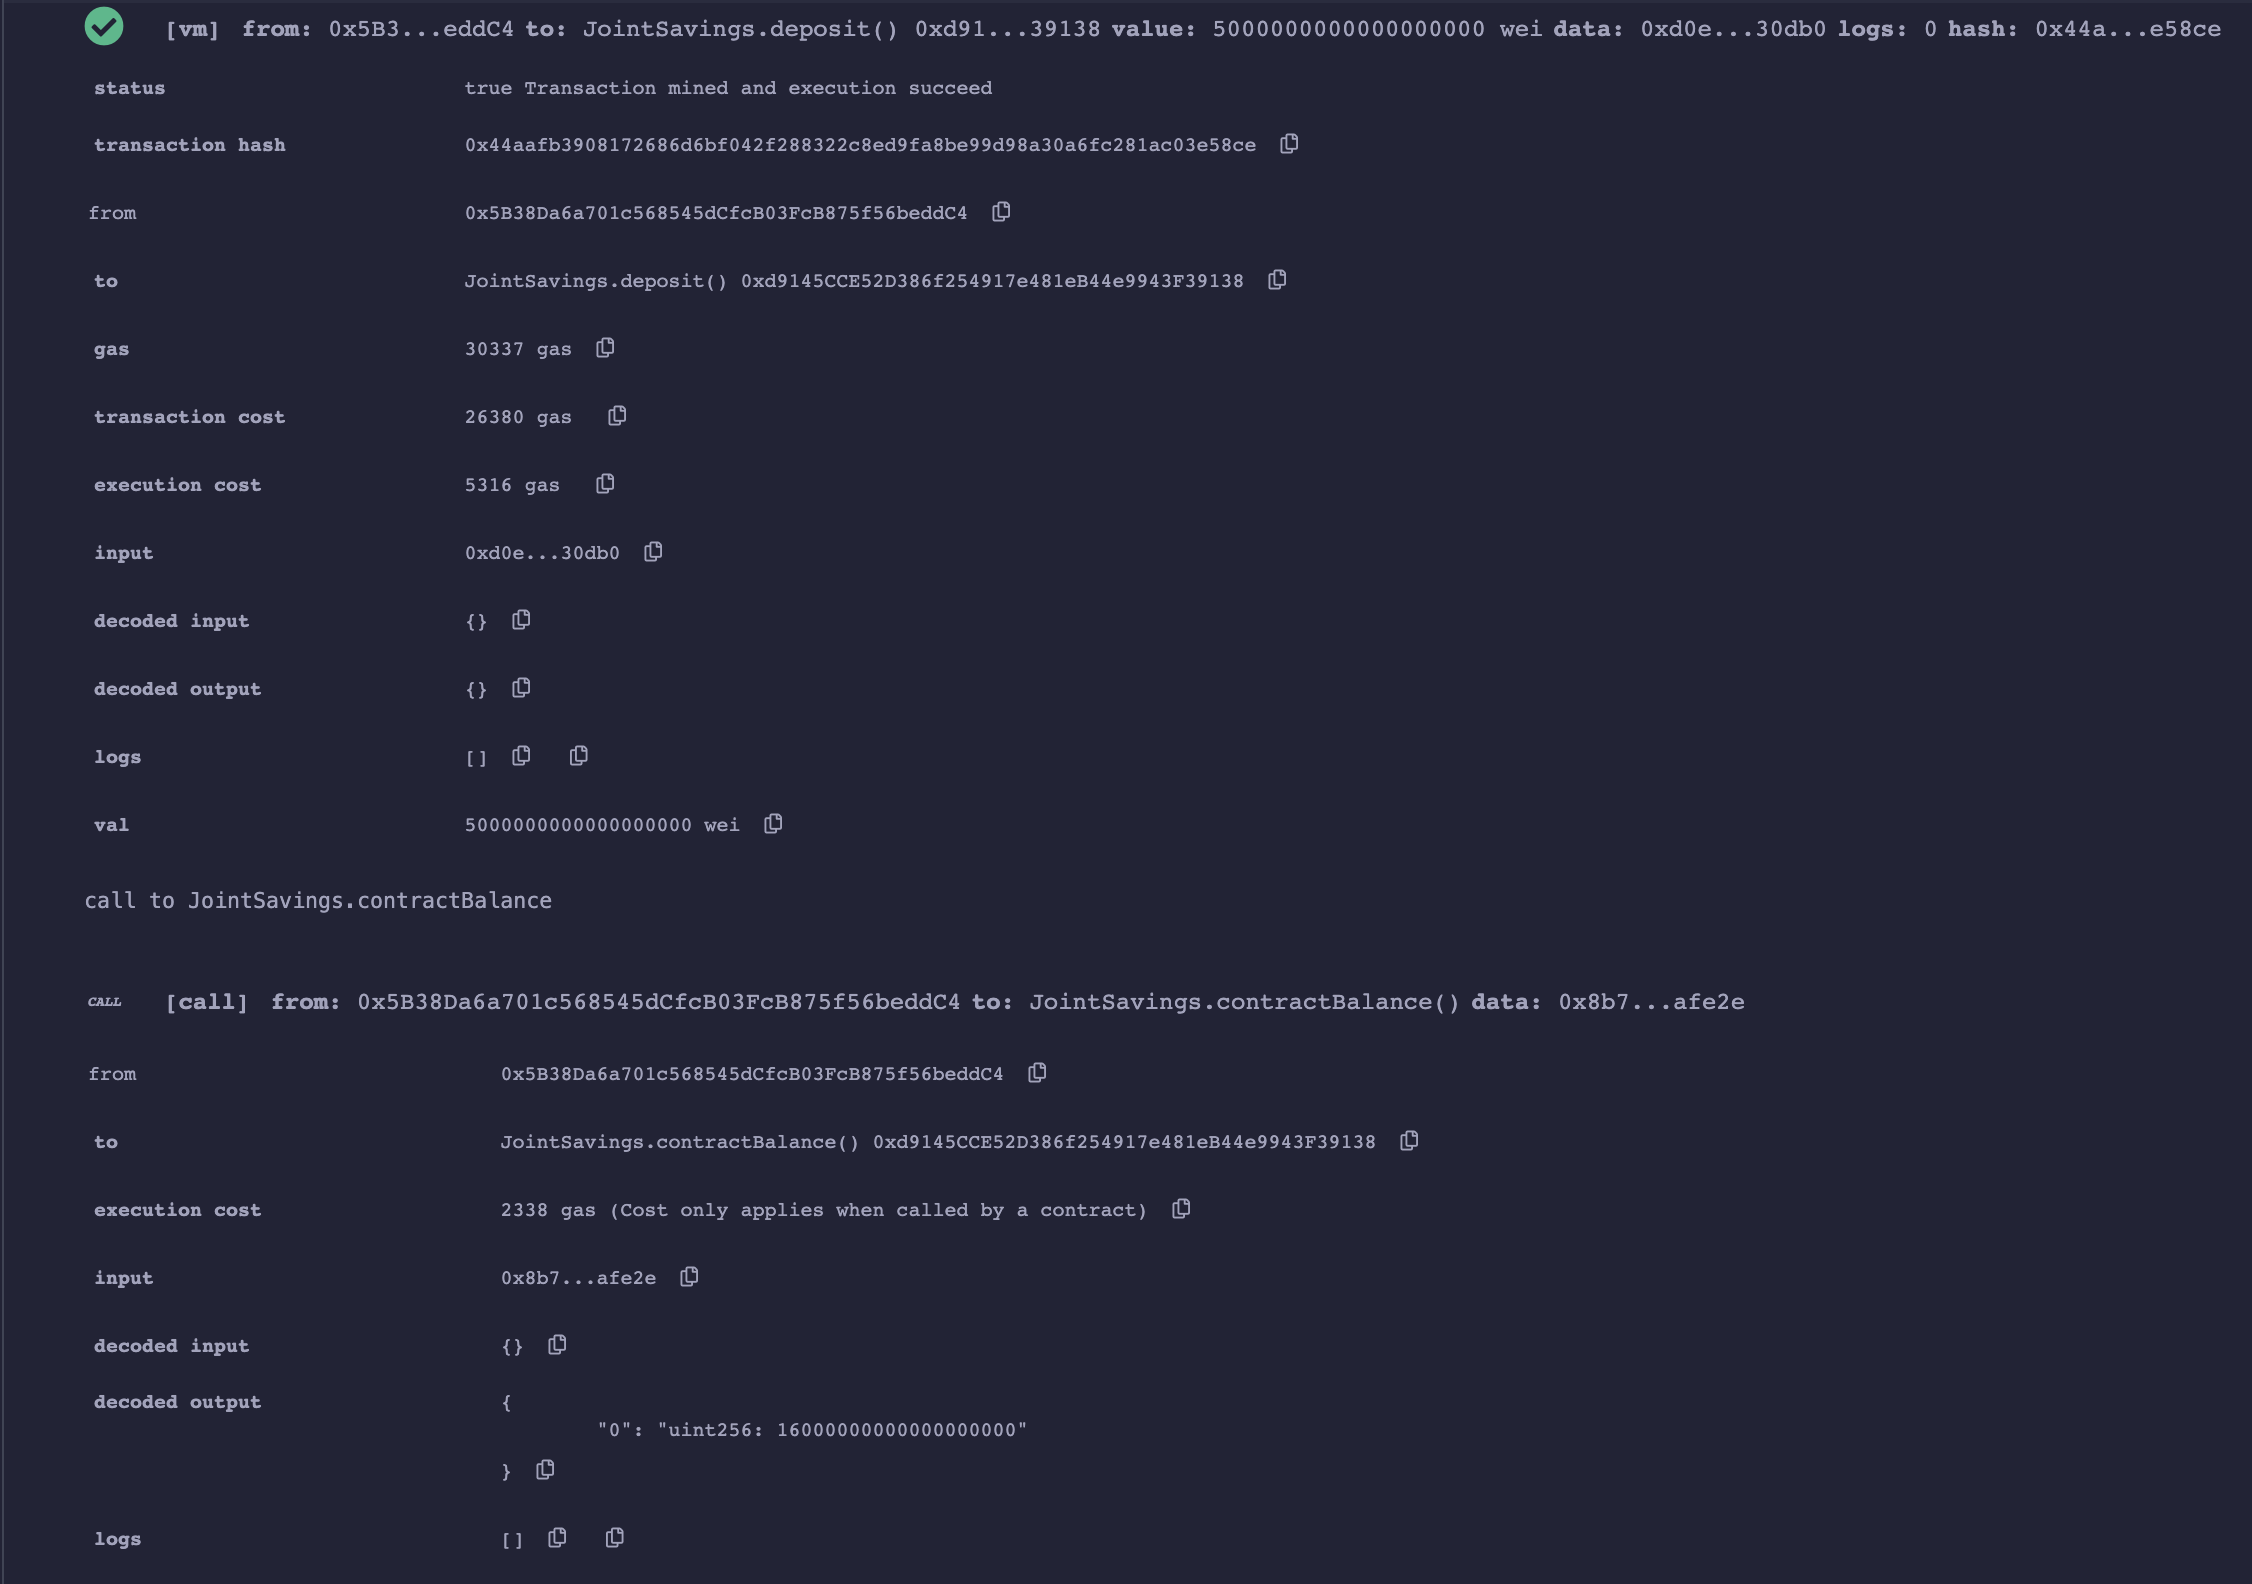 [vm] from: 0x5B3...eddC4 to: JointSavings.deposit() 0xd91...39138 value: 5000000000000000000 wei data: 0xd0e...30db0 logs: 0 hash: 0x44a...e58ce
status true Transaction mined and execution succeed
transaction hash 0x44aafb3908172686d6bf042f288322c8ed9fa8be99d98a30a6fc281ac03e58ce
from 0x5B38Da6a701c568545dCfcB03FcB875f56beddC4
to JointSavings.deposit() 0xd9145CCE52D386f254917e481eB44e9943F39138
gas 30337 gas
transaction cost 26380 gas
execution cost 5316 gas
input 0xd0e...30db0
decoded input {}
decoded output {}
logs []
val 5000000000000000000 wei
call to JointSavings.contractBalance
CALL [call] from: 0x5B38Da6a701c568545dCfcB03FcB875f56beddC4 to: JointSavings.contractBalance() data: 0x8b7...afe2e
from 0x5B38Da6a701c568545dCfcB03FcB875f56beddC4
to JointSavings.contractBalance() 0xd9145CCE52D386f254917e481eB44e9943F39138
execution cost 2338 gas (Cost only applies when called by a contract)
input 0x8b7...afe2e
decoded input {}
decoded output {
"0": "uint256: 16000000000000000000"
}
logs []